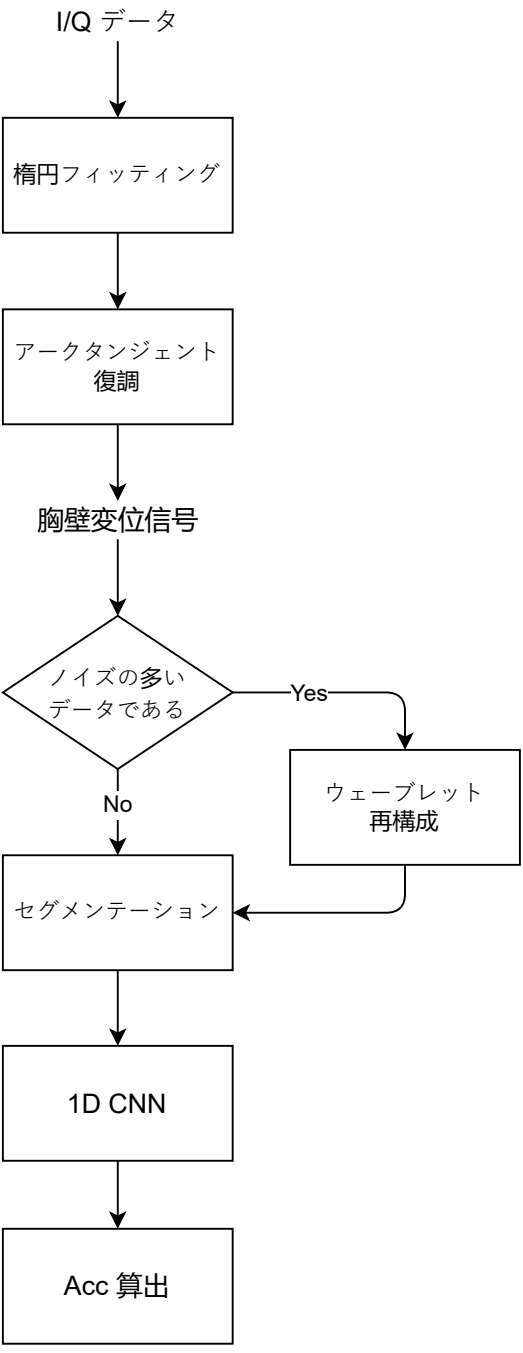 I/Q データ
楕円フィッティング
アークタンジェント
復調
胸壁変位信号
ノイズの多い
データである
Yes
ウェーブレット
再構成
No
セグメンテーション
1D CNN
Acc 算出